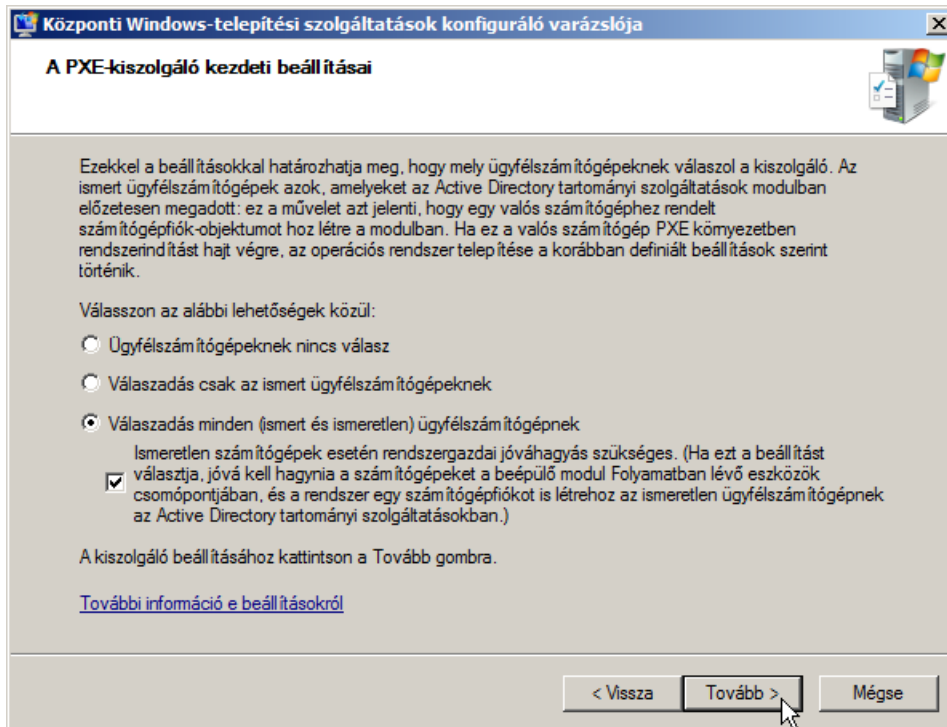 Központi Windows-telepítési szolgáltatások konfiguráló varázslója
A PXE-kiszolgáló kezdeti beállításai
Ezekkel a beállításokkal határozhatja meg, hogy mely ügyfélszámítógépeknek válaszol a kiszolgáló. Az
ismert ügyfélszámítógépek azok, amelyeket az Active Directory tartományi szolgáltatások modulban
előzetesen megadott: ez a művelet azt jelenti, hogy egy valós számítógéphez rendelt
számítógépfiók-objektumot hoz létre a modulban. Ha ez a valós számítógép PXE környezetben
rendszerindítást hajt végre, az operációs rendszer telepítése a korábban definiált beállítások szerint
történik.
Válasszon az alábbi lehetőségek közül:
Ügyfélszámítógépeknek nincs válasz
Válaszadás csak az ismert ügyfélszámítógépeknek
Válaszadás minden (ismert és ismeretlen) ügyfélszámítógépnek
Ismeretlen számítógépek esetén rendszergazdai jóváhagyás szükséges. (Ha ezt a beállítást
választja, jóvá kell hagynia a számítógépeket a beépülő modul Folyamatban lévő eszközök
csomópontjában, és a rendszer egy számítógépfiókot is létrehoz az ismeretlen ügyfélszámítógépnek
az Active Directory tartományi szolgáltatásokban.)
A kiszolgáló beállításához kattintson a Tovább gombra.
További információ e beállításokról
< Vissza
Tovább >
Mégse